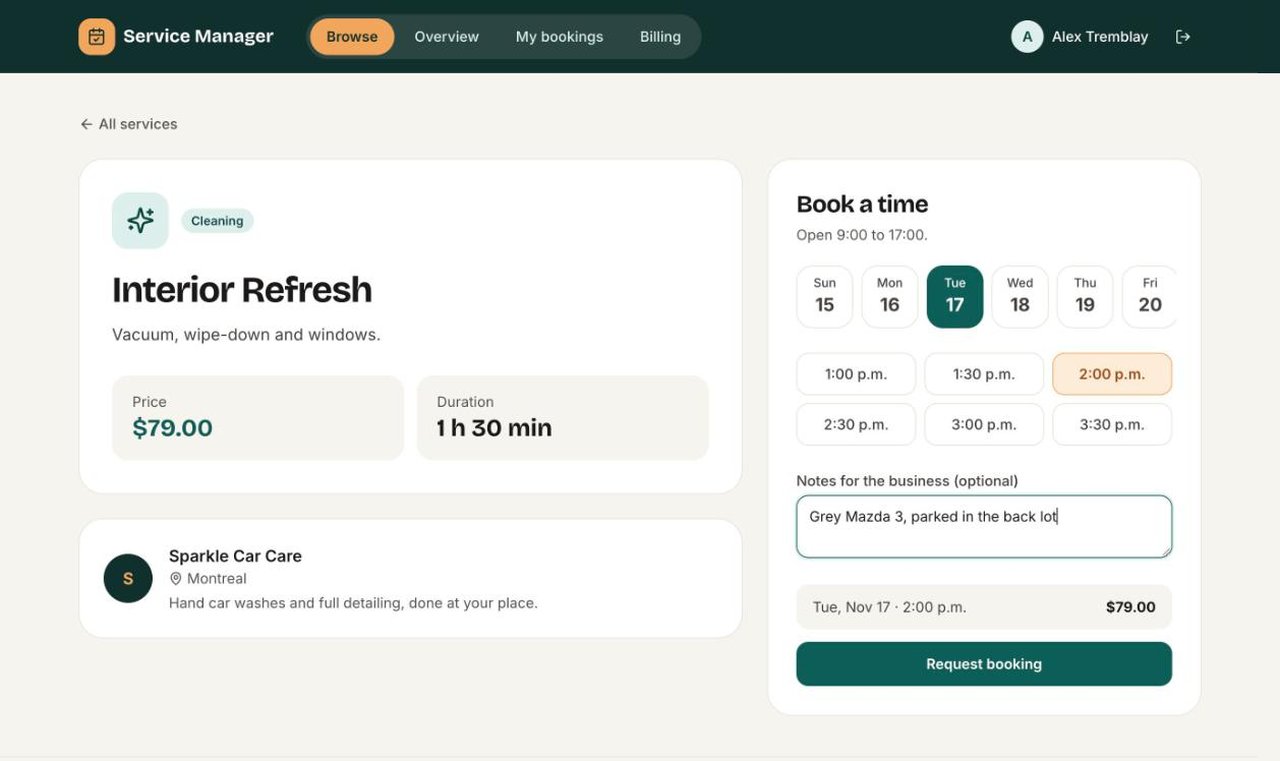 Service Manager
Browse
Overview
My bookings
Billing
A
Alex Tremblay
← All services
Cleaning
Interior Refresh
Vacuum, wipe-down and windows.
Price
$79.00
Duration
1 h 30 min
S
Sparkle Car Care
Montreal
Hand car washes and full detailing, done at your place.
Book a time
Open 9:00 to 17:00.
Sun 15
Mon 16
Tue 17
Wed 18
Thu 19
Fri 20
1:00 p.m.
1:30 p.m.
2:00 p.m.
2:30 p.m.
3:00 p.m.
3:30 p.m.
Notes for the business (optional)
Grey Mazda 3, parked in the back lot
Tue, Nov 17 · 2:00 p.m.
$79.00
Request booking